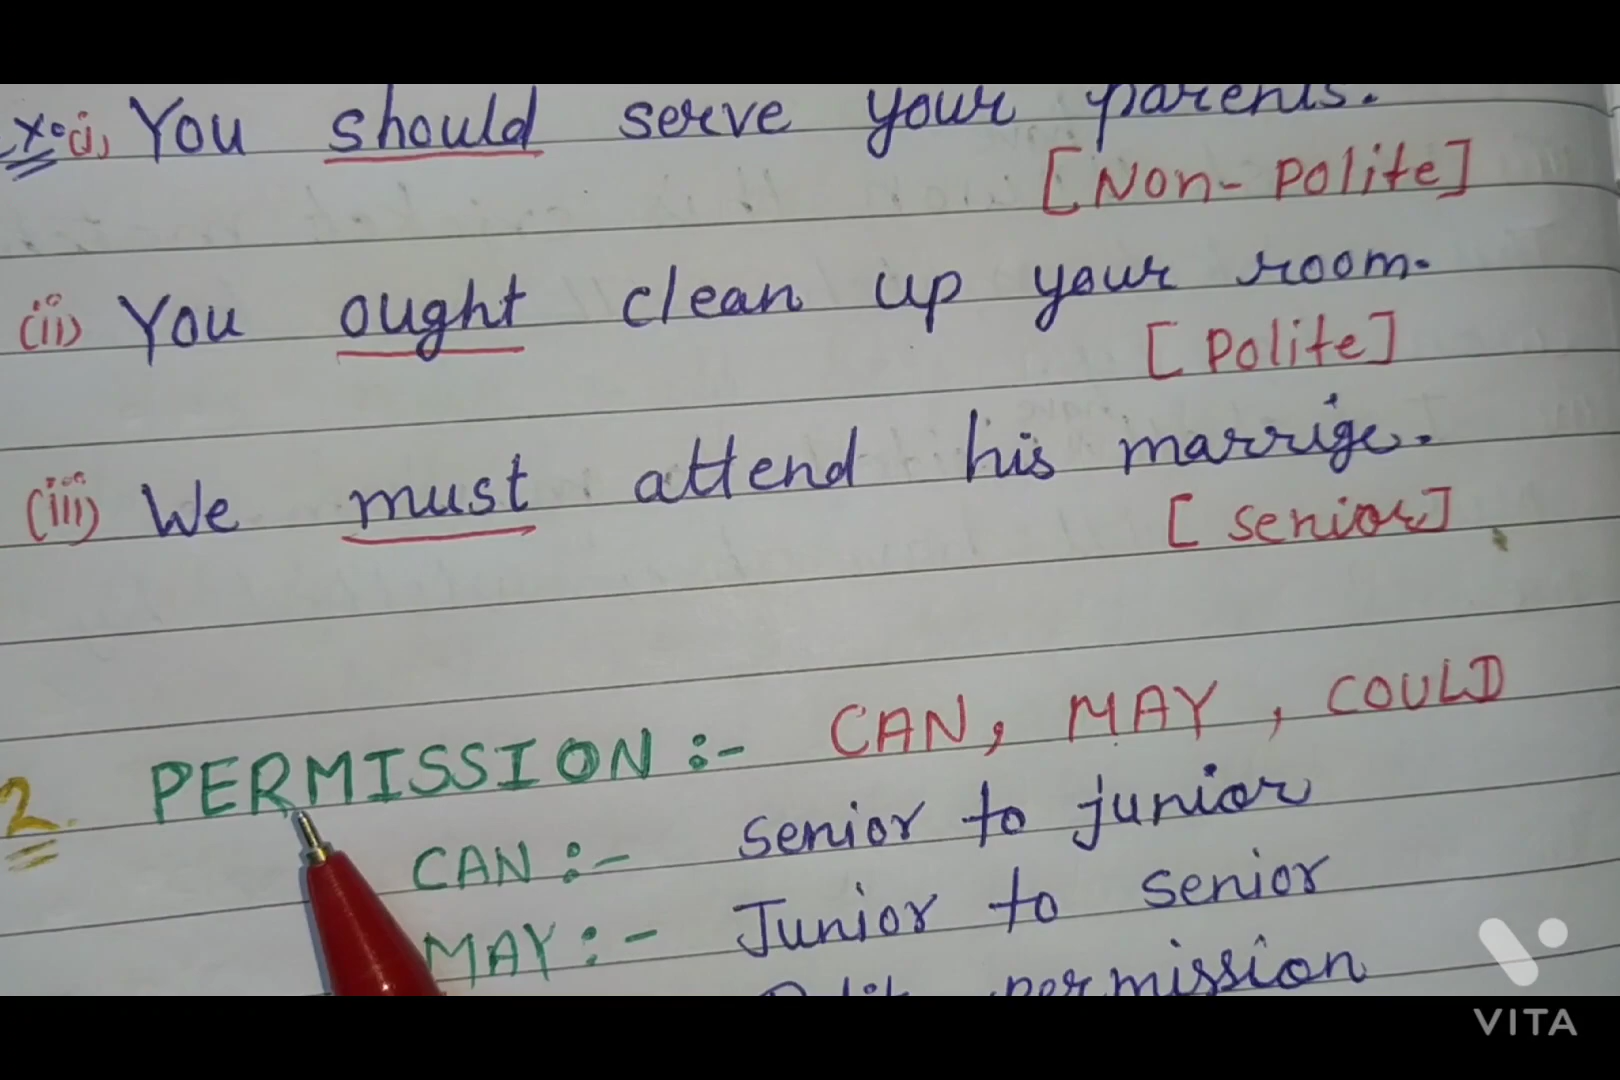 Ex:- (i) You should serve your parents.
[Non-Polite]
(ii) You ought clean up your room.
[Polite]
(iii) We must attend his marrige.
[Senior]
2. PERMISSION :- CAN, MAY, COULD
CAN :- Senior to junior
MAY :- Junior to senior
permission
VITA